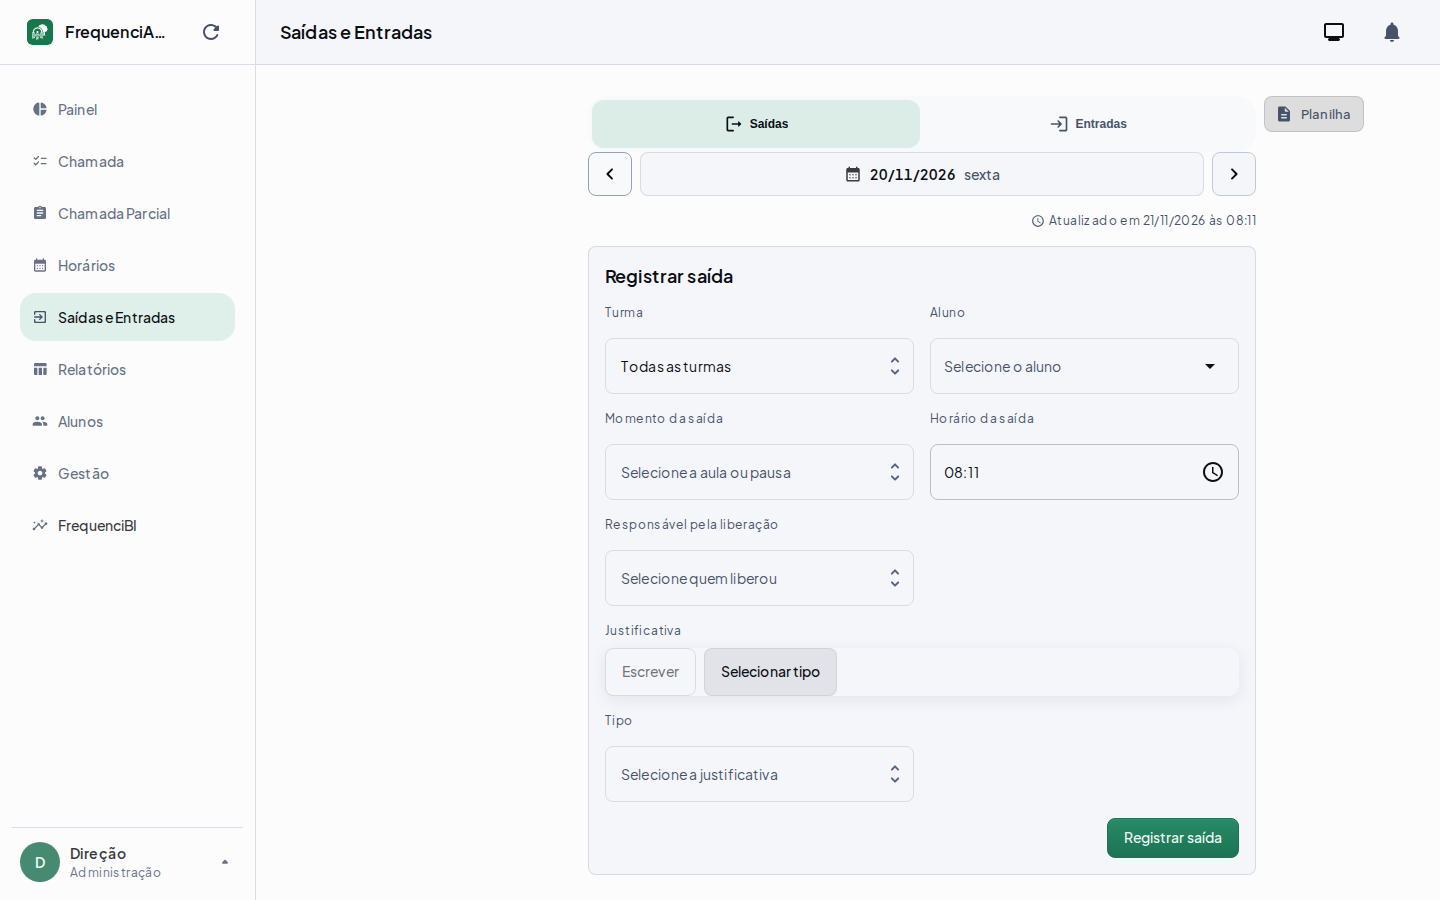 FrequenciA...
Saídas e Entradas
Painel
Chamada
Chamada Parcial
Horários
Saídas e Entradas
Relatórios
Alunos
Gestão
FrequenciBI
D
Direção
Administração
Saídas
Entradas
Planilha
20/11/2026 sexta
Atualizado em 21/11/2026 às 08:11
Registrar saída
Turma
Aluno
Todas as turmas
Selecione o aluno
Momento da saída
Horário da saída
Selecione a aula ou pausa
08:11
Responsável pela liberação
Selecione quem liberou
Justificativa
Escrever
Selecionar tipo
Tipo
Selecione a justificativa
Registrar saída